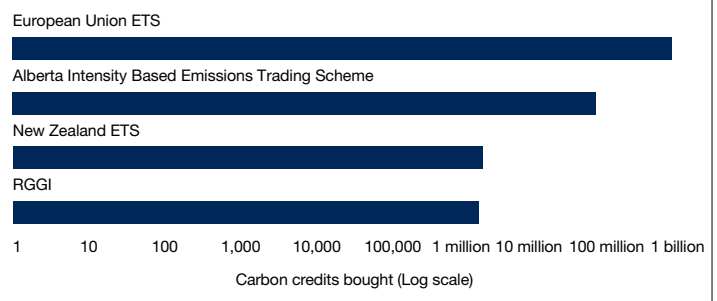 European Union ETS
Alberta Intensity Based Emissions Trading Scheme
New Zealand ETS
RGGI
1 10 100 1,000 10,000 100,000 1 million 10 million 100 million 1 billion
Carbon credits bought (Log scale)